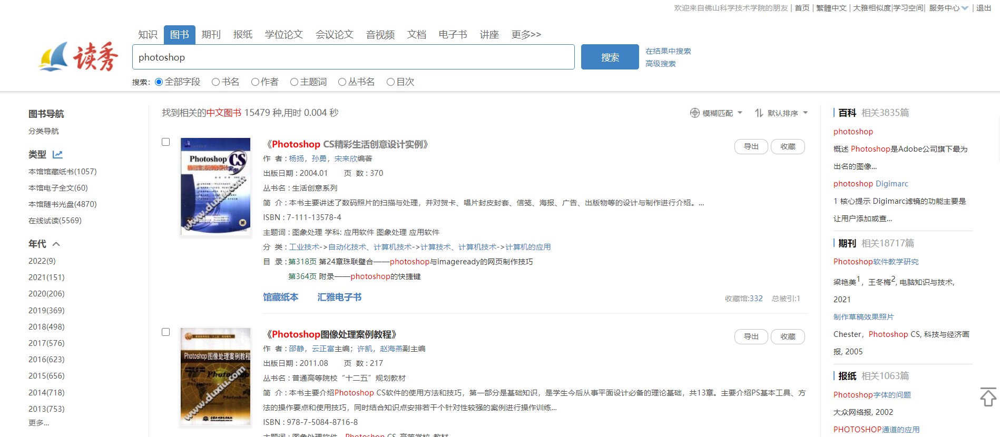 欢迎来自佛山科学技术学院的朋友 | 首页 | 繁體中文 | 大雅相似度|学习空间| 服务中心 | 退出
知识 图书 期刊 报纸 学位论文 会议论文 音视频 文档 电子书 讲座 更多>>
读秀
photoshop
搜索
在结果中搜索
高级搜索
搜索: 全部字段 书名 作者 主题词 丛书名 目次
图书导航
分类导航
类型
本馆馆藏纸书(1057)
本馆电子全文(60)
本馆随书光盘(4870)
在线试读(5569)
年代
2022(9)
2021(151)
2020(206)
2019(369)
2018(498)
2017(576)
2016(623)
2015(656)
2014(718)
2013(753)
更多...
找到相关的中文图书 15479 种,用时 0.004 秒
模糊匹配 默认排序
Photoshop CS
www.duxiu.com
《Photoshop CS精彩生活创意设计实例》
导出 收藏
作 者 : 杨扬，孙勇，宋来欣编著
出版日期 : 2004.01 页 数 : 370
丛书名 : 生活创意系列
简 介 : 本书主要讲述了数码照片的扫描与处理，并对贺卡、唱片封皮封套、信笺、海报、广告、出版物等的设计与制作进行介绍。...
ISBN : 7-111-13578-4
主题词 : 图象处理 学科: 应用软件 图象处理 应用软件
分 类 : 工业技术->自动化技术、计算机技术->计算技术、计算机技术->计算机的应用
目 录 : 第318页 第24章珠联璧合——photoshop与imageready的网页制作技巧
第364页 附录——photoshop的快捷键
馆藏纸本 汇雅电子书
收藏馆:332 总被引:1
Photoshop图像处理案例教程
Photoshop
www.duxiu.com
《Photoshop图像处理案例教程》
导出 收藏
作 者 : 邵静，云正富主编；许凯，赵海燕副主编
出版日期 : 2011.08 页 数 : 217
丛书名 : 普通高等院校“十二五”规划教材
简 介 : 本书主要介绍Photoshop CS软件的使用方法和技巧，第一部分是基础知识，是学生今后从事平面设计必备的理论基础，共13章。主要介绍PS基本工具、方
法的操作要点和使用技巧，同时结合知识点安排若干个针对性较强的案例进行操作训练...
ISBN : 978-7-5084-8716-8
主题词 : 图象处理软件，Photoshop CS-高等学校-教材
百科 相关3835篇
photoshop
概述 Photoshop是Adobe公司旗下最为
出名的图像...
photoshop Digimarc
1 核心提示 Digimarc滤镜的功能主要是
让用户添加或查...
期刊 相关18717篇
Photoshop软件教学研究
梁艳美1，王冬梅2, 电脑知识与技术,
2021
制作草稿效果照片
Chester，Photoshop CS, 科技与经济画
报, 2005
报纸 相关1063篇
Photoshop字体的问题
大众网络报, 2002
PHOTOSHOP通道的应用